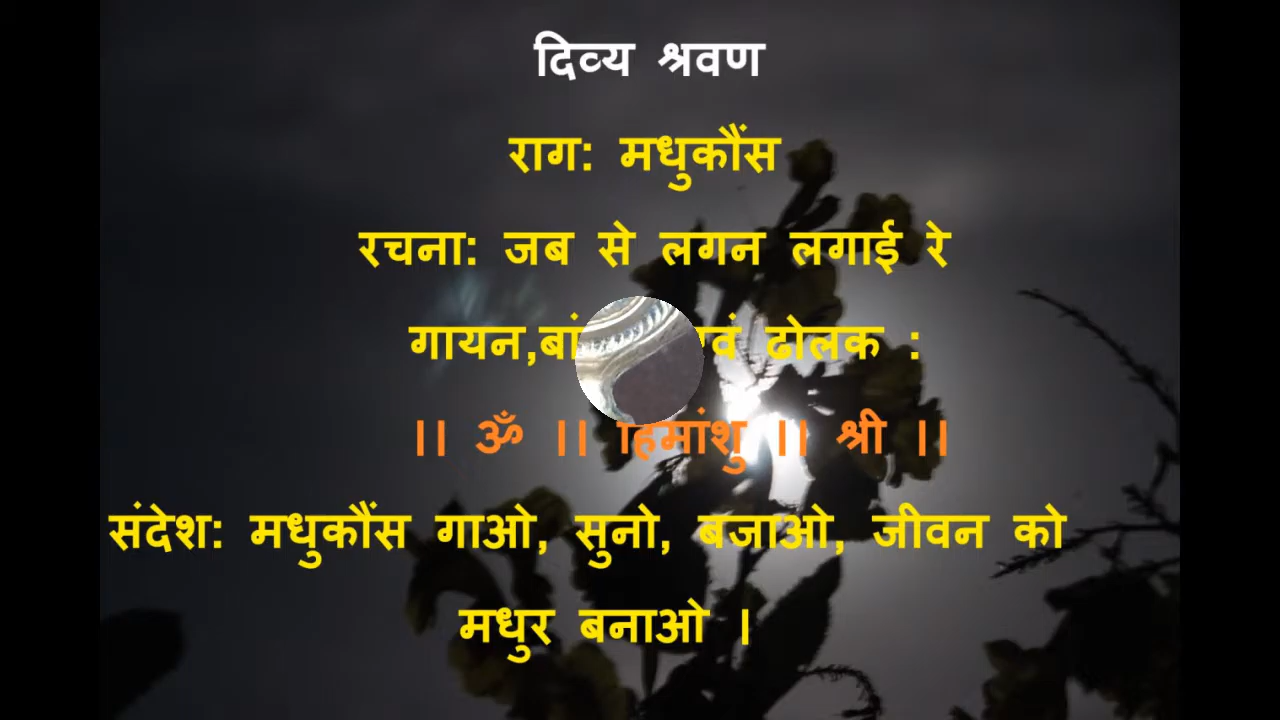 दिव्य श्रवण
राग: मधुकौंस
रचना: जब से लगन लगाई रे
गायन, ढोलक :
।। ॐ ।। हिमांशु ।। श्री ।।
संदेश: मधुकौंस गाओ, सुनो, बजाओ, जीवन को
मधुर बनाओ ।